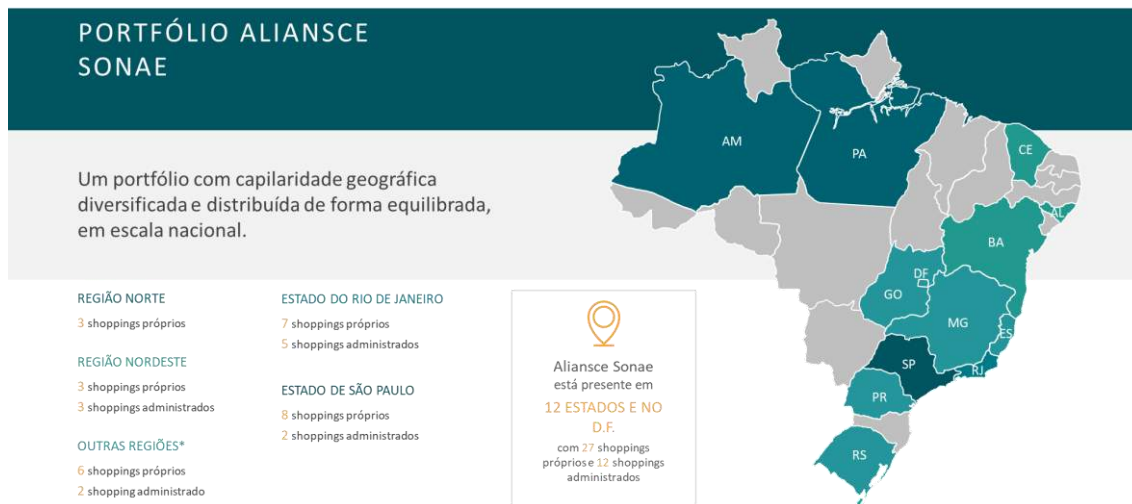 PORTFÓLIO ALIANSCE
SONAE
Um portfólio com capilaridade geográfica
diversificada e distribuída de forma equilibrada,
em escala nacional.
REGIÃO NORTE
3 shoppings próprios
REGIÃO NORDESTE
3 shoppings próprios
3 shoppings administrados
OUTRAS REGIÕES*
6 shoppings próprios
2 shopping administrado
ESTADO DO RIO DE JANEIRO
7 shoppings próprios
5 shoppings administrados
ESTADO DE SÃO PAULO
8 shoppings próprios
2 shoppings administrados
Aliansce Sonae
está presente em
12 ESTADOS E NO
D.F.
com 27 shoppings
próprios e 12 shoppings
administrados
AM
PA
CE
AL
BA
DF
GO
MG
ES
SP
RJ
PR
RS